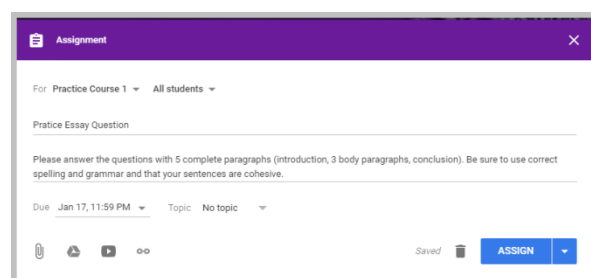 Assignment
For Practice Course 1 All students
Pratice Essay Question
Please answer the questions with 5 complete paragraphs (introduction, 3 body paragraphs, conclusion). Be sure to use correct
spelling and grammar and that your sentences are cohesive.
Due Jan 17, 11:59 PM Topic No topic
Saved ASSIGN